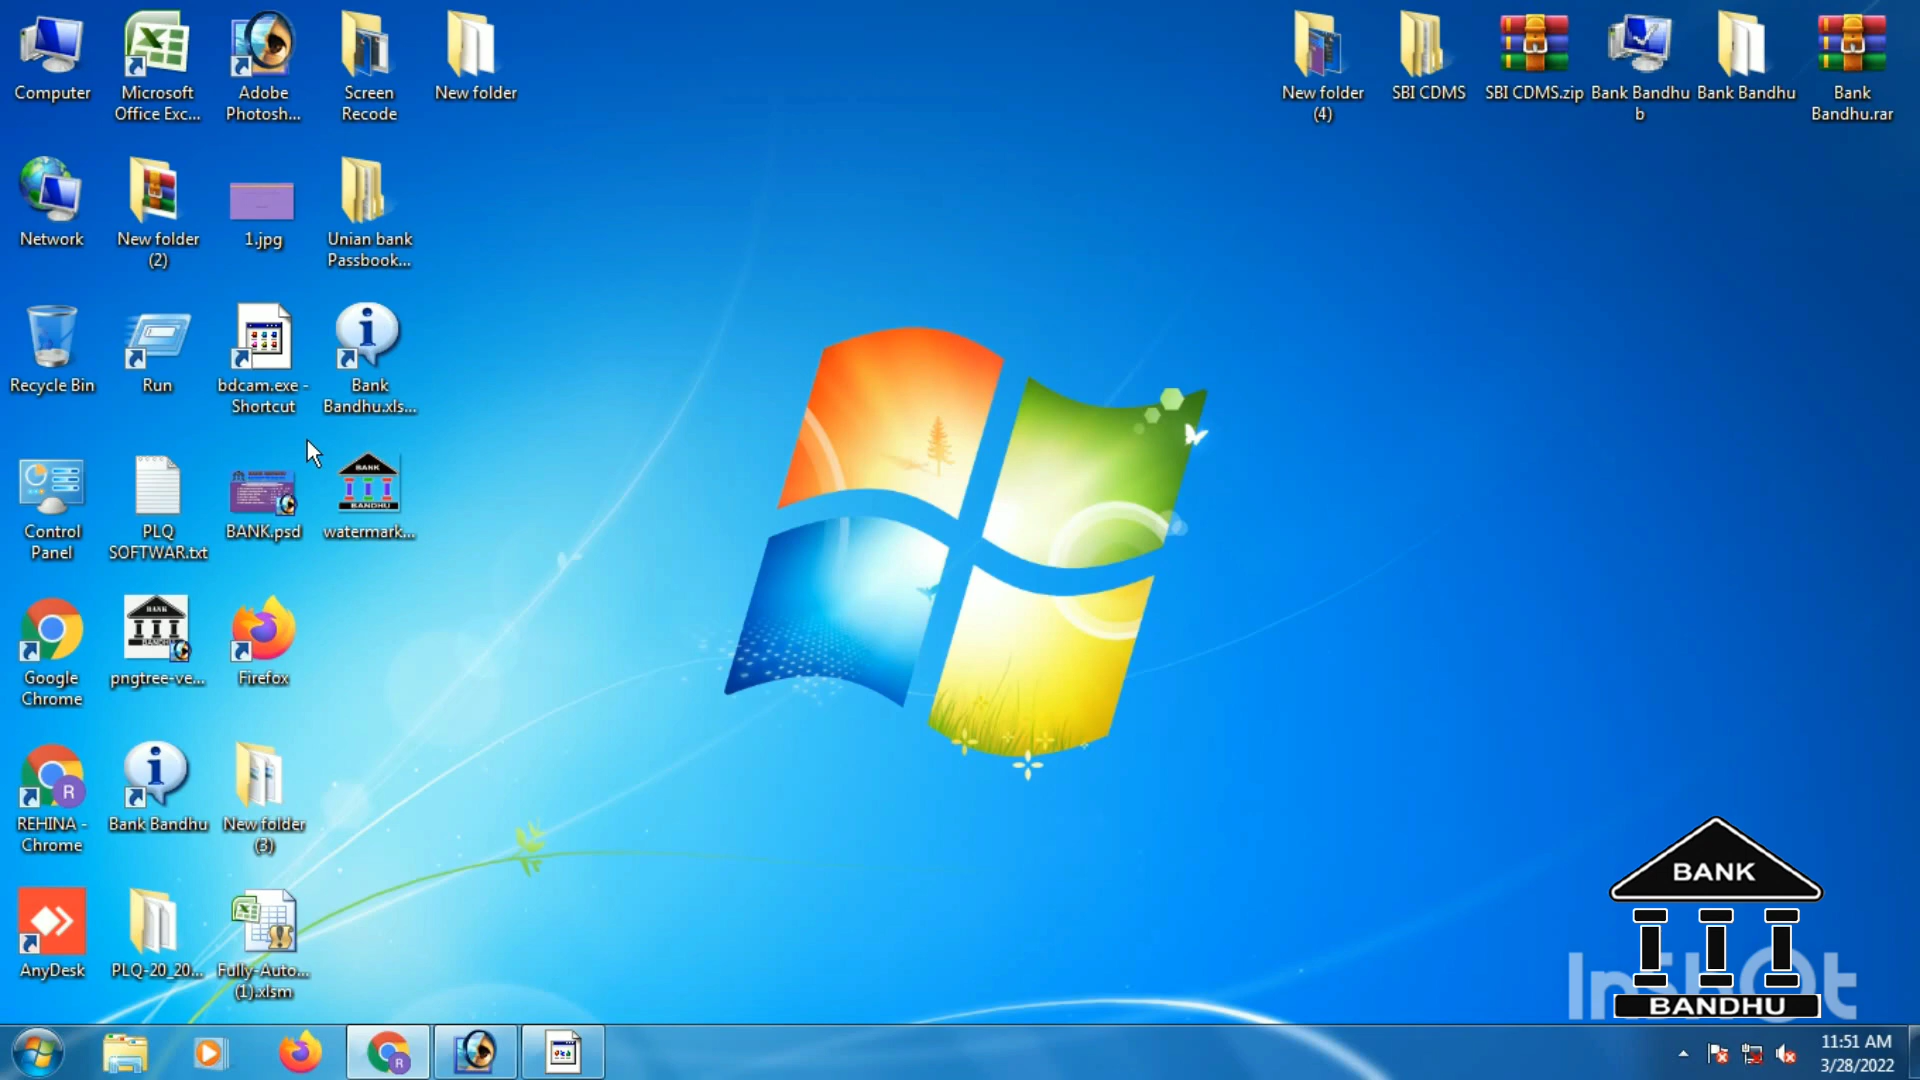 Computer
Microsoft
Office Exc...
Adobe
Photosh...
Screen
Recode
New folder
New folder
(4)
SBI CDMS
SBI CDMS.zip
Bank Bandhu
b
Bank Bandhu
Bank
Bandhu.rar
Network
New folder
(2)
1.jpg
Unian bank
Passbook...
Recycle Bin
Run
bdcam.exe -
Shortcut
Bank
Bandhu.xls...
Control
Panel
PLQ
SOFTWAR.txt
BANK.psd
BANK
BANDHU
watermark...
Google
Chrome
BANK
pngtree-ve...
Firefox
R
REHINA -
Chrome
Bank Bandhu
New folder
(3)
AnyDesk
PLQ-20_20...
Fully-Auto...
(1).xlsm
BANK
InShOt
BANDHU
R
11:51 AM
3/28/2022